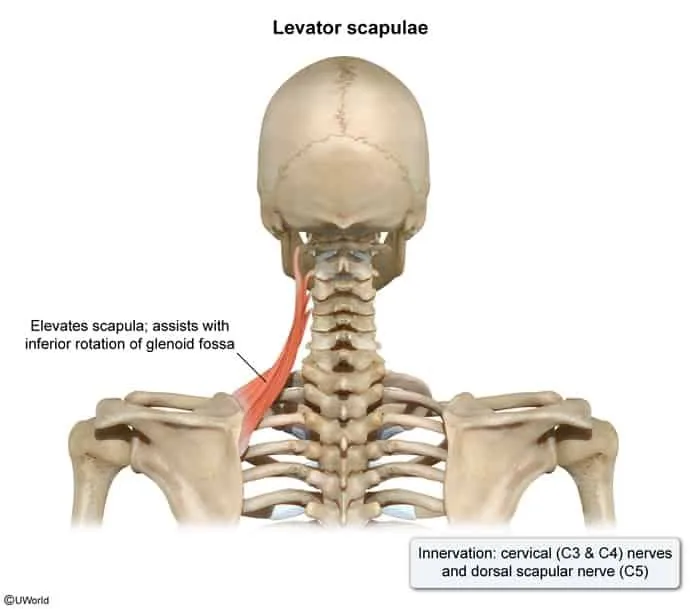 Levator scapulae
Elevates scapula; assists with
inferior rotation of glenoid fossa
Innervation: cervical (C3 & C4) nerves
and dorsal scapular nerve (C5)
©UWorld